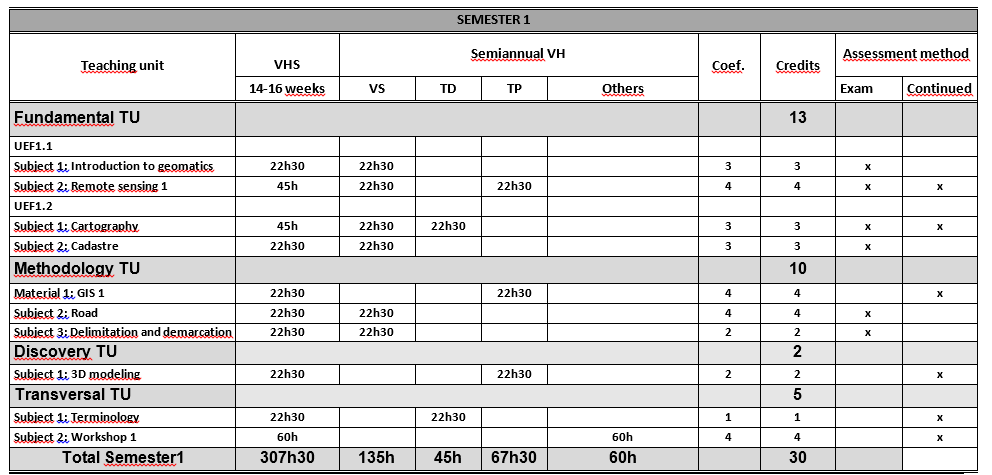 SEMESTER 1
Teaching unit VHS Semiannual VH Coef. Credits Assessment method
14-16 weeks VS TD TP Others Exam Continued
Fundamental TU 13
UEF1.1
Subject 1: Introduction to geomatics 22h30 22h30 3 3 x
Subject 2: Remote sensing 1 45h 22h30 22h30 4 4 x x
UEF1.2
Subject 1: Cartography 45h 22h30 22h30 3 3 x x
Subject 2: Cadastre 22h30 22h30 3 3 x
Methodology TU 10
Material 1: GIS 1 22h30 22h30 4 4 x
Subject 2: Road 22h30 22h30 4 4 x
Subject 3: Delimitation and demarcation 22h30 22h30 2 2 x
Discovery TU 2
Subject 1: 3D modeling 22h30 22h30 2 2 x
Transversal TU 5
Subject 1: Terminology 22h30 22h30 1 1 x
Subject 2: Workshop 1 60h 60h 4 4 x
Total Semester1 307h30 135h 45h 67h30 60h 30